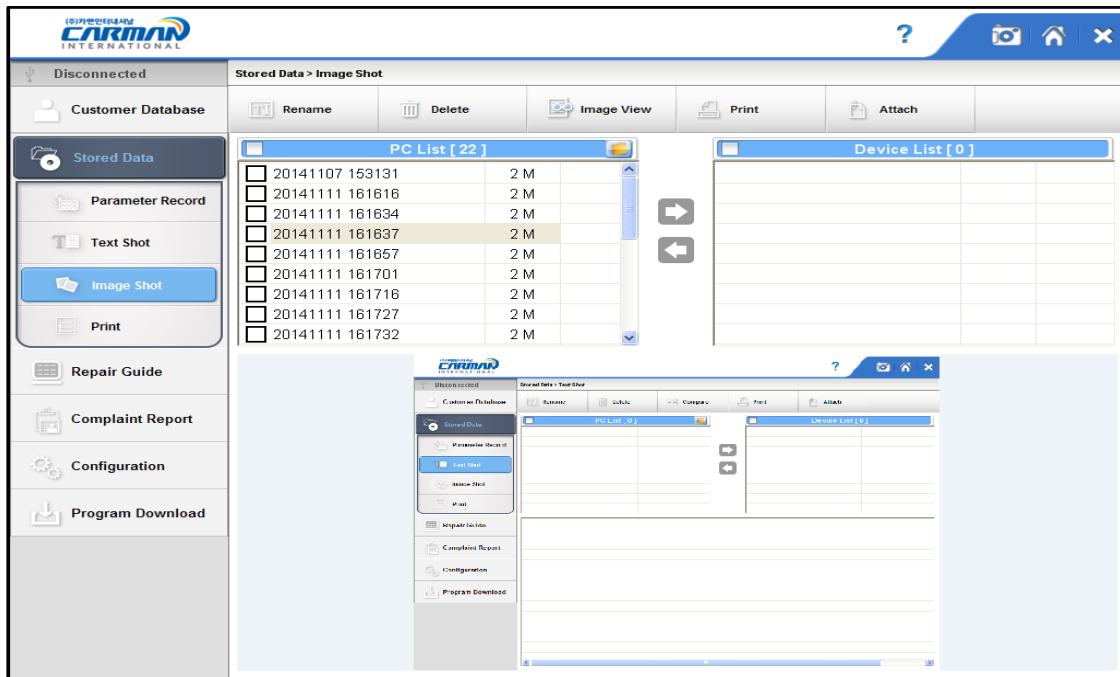 (주)카맨인터내셔날
CARMAN
INTERNATIONAL
?
Disconnected
Stored Data > Image Shot
Customer Database
Rename
Delete
Image View
Print
Attach
Stored Data
Parameter Record
Text Shot
Image Shot
Print
Repair Guide
Complaint Report
Configuration
Program Download
PC List [ 22 ]
20141107 153131 2 M
20141111 161616 2 M
20141111 161634 2 M
20141111 161637 2 M
20141111 161657 2 M
20141111 161701 2 M
20141111 161716 2 M
20141111 161727 2 M
20141111 161732 2 M
Device List [ 0 ]
CARMAN
INTERNATIONAL
?
Disconnected
Stored Data > Text Shot
Customer Database
Rename
Delete
Compare
Print
Attach
Stored Data
Parameter Record
Text Shot
Image Shot
Print
Repair Guide
Complaint Report
Configuration
Program Download
PC List [ 0 ]
Device List [ 0 ]